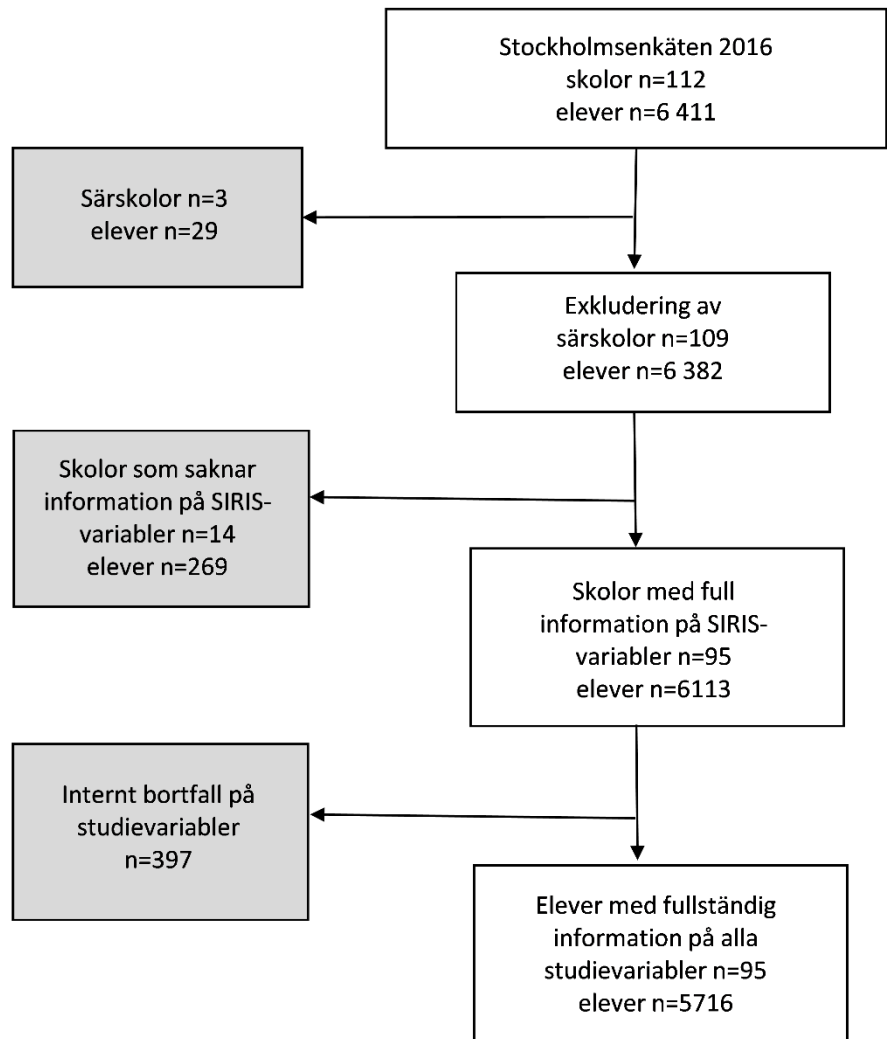 Stockholmsenkäten 2016
skolor n=112
elever n=6 411
Särskolor n=3
elever n=29
Exkludering av
särskolor n=109
elever n=6 382
Skolor som saknar
information på SIRIS-
variabler n=14
elever n=269
Skolor med full
information på SIRIS-
variabler n=95
elever n=6113
Internt bortfall på
studievariabler
n=397
Elever med fullständig
information på alla
studievariabler n=95
elever n=5716